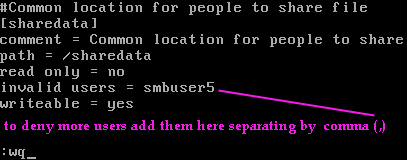 #Common location for people to share file
[sharedata]
comment = Common location for people to share
path = /sharedata
read only = no
invalid users = smbuser5
writeable = yes
to deny more users add them here separating by comma (,)
:wq_